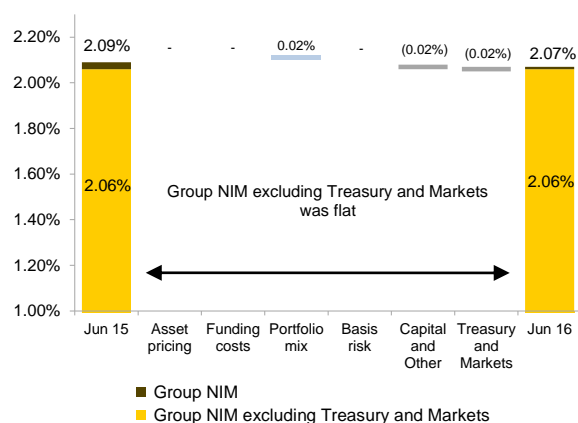 2.20%
2.00%
1.80%
1.60%
1.40%
1.20%
1.00%
2.09%
-
-
0.02%
-
(0.02%)
(0.02%)
2.07%
2.06%
2.06%
Group NIM excluding Treasury and Markets
was flat
Jun 15
Asset
pricing
Funding
costs
Portfolio
mix
Basis
risk
Capital
and
Other
Treasury
and
Markets
Jun 16
Group NIM
Group NIM excluding Treasury and Markets